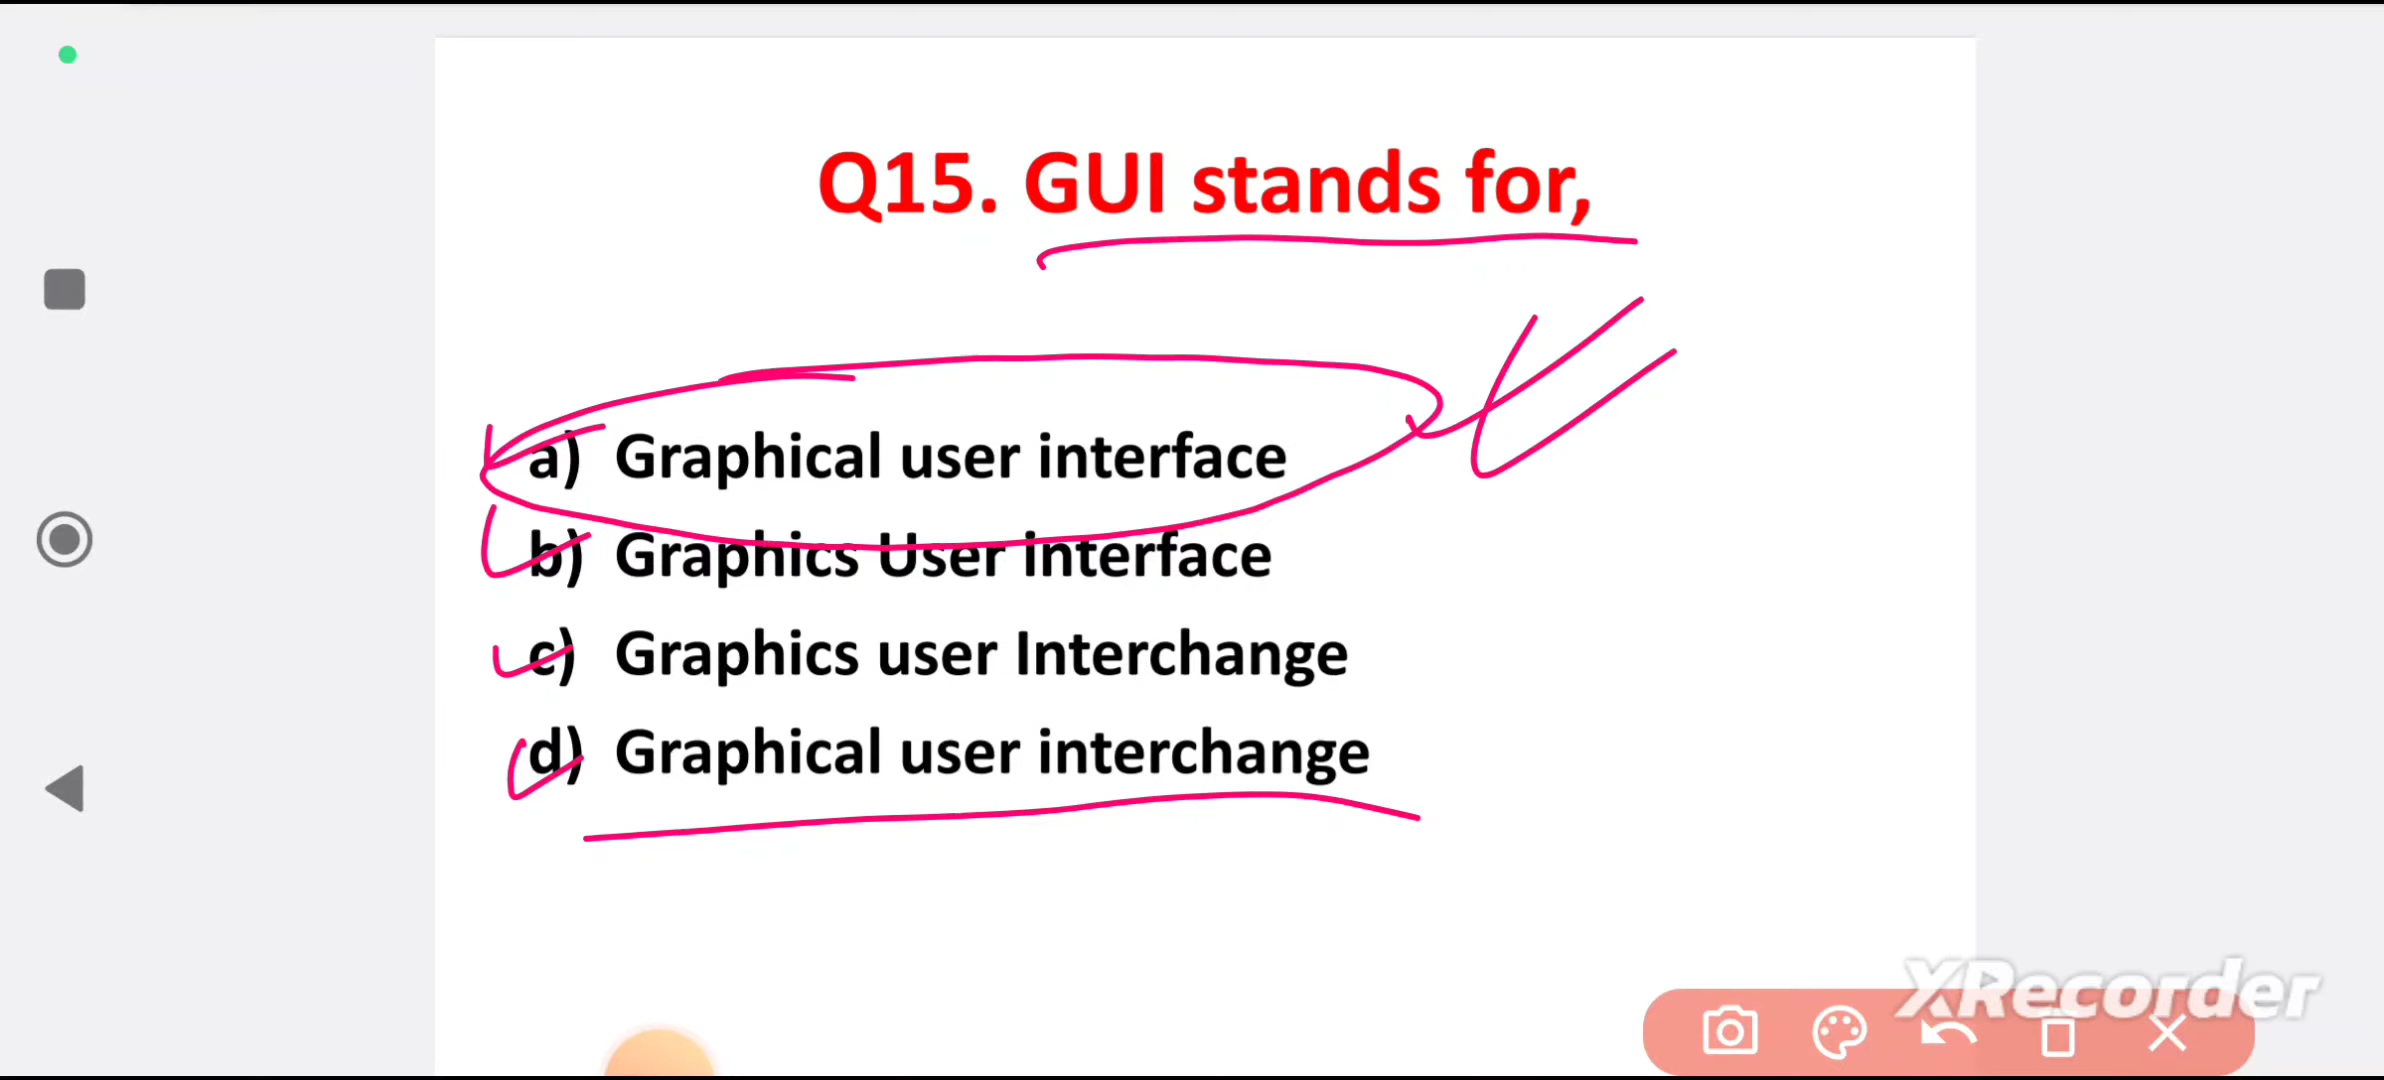 Q15. GUI stands for,
a) Graphical user interface
b) Graphics User interface
c) Graphics user Interchange
d) Graphical user interchange
XRecorder